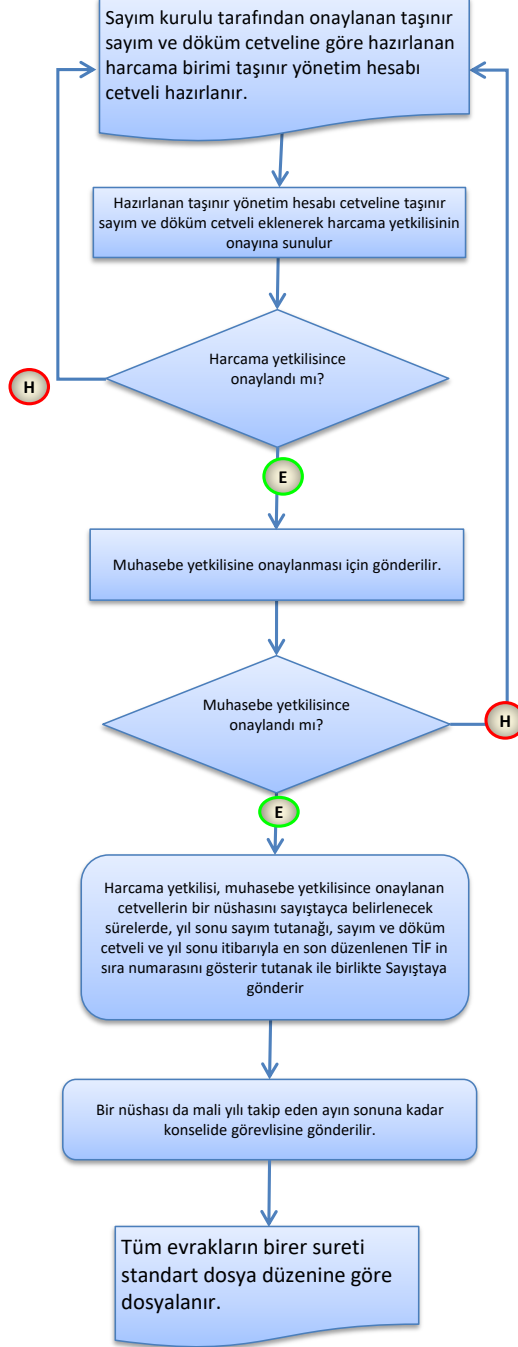 Sayım kurulu tarafından onaylanan taşınır
sayım ve döküm cetveline göre hazırlanan
harcama birimi taşınır yönetim hesabı
cetveli hazırlanır.
Hazırlanan taşınır yönetim hesabı cetveline taşınır
sayım ve döküm cetveli eklenerek harcama yetkilisinin
onayına sunulur
Harcama yetkilisince
onaylandı mı?
H
E
Muhasebe yetkilisine onaylanması için gönderilir.
Muhasebe yetkilisince
onaylandı mı?
H
E
Harcama yetkilisi, muhasebe yetkilisince onaylanan
cetvellerin bir nüshasını sayıştayca belirlenecek
sürelerde, yıl sonu sayım tutanağı, sayım ve döküm
cetveli ve yıl sonu itibarıyla en son düzenlenen TİF in
sıra numarasını gösterir tutanak ile birlikte Sayıştaya
gönderir
Bir nüshası da mali yılı takip eden ayın sonuna kadar
konselide görevlisine gönderilir.
Tüm evrakların birer sureti
standart dosya düzenine göre
dosyalanır.